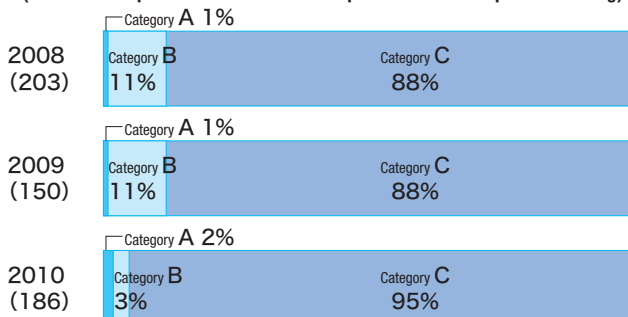 Category A 1%
2008
(203)
Category B
11%
Category C
88%
Category A 1%
2009
(150)
Category B
11%
Category C
88%
Category A 2%
2010
(186)
Category B
3%
Category C
95%